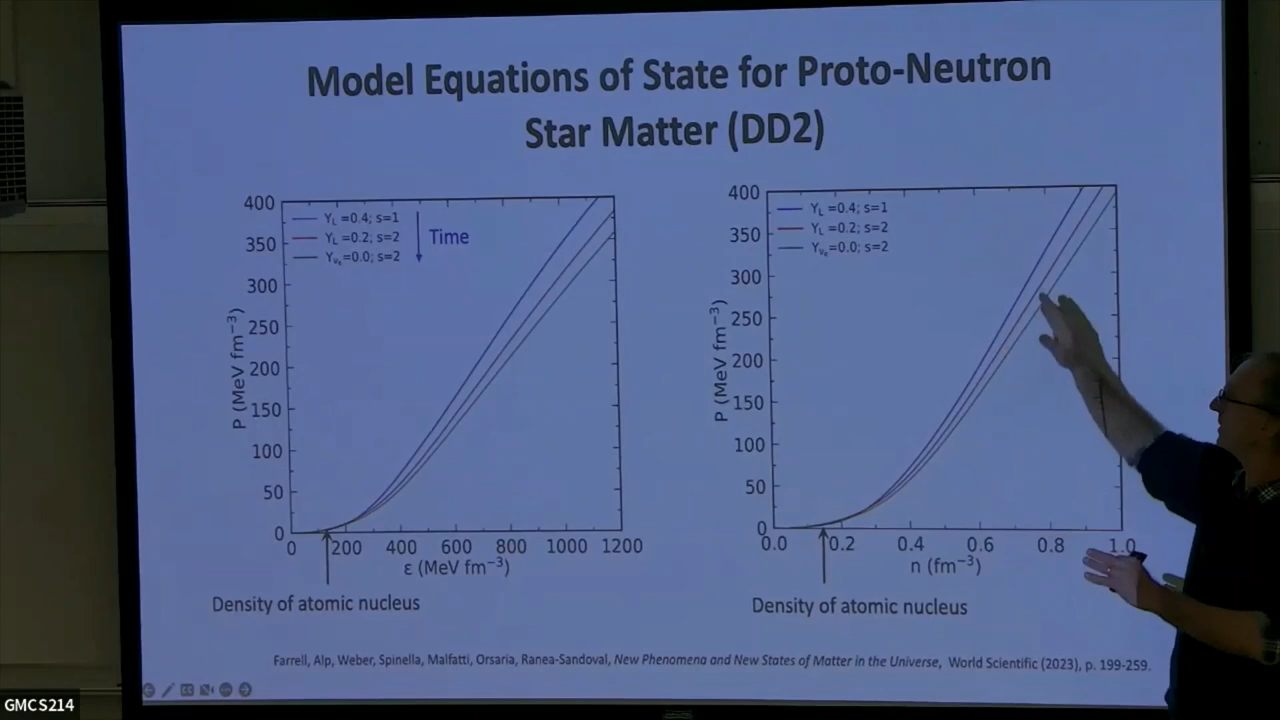 Model Equations of State for Proto-Neutron
Star Matter (DD2)
400
350
300
250
200
150
100
50
0
P (MeV fm⁻³)
Y_L =0.4; s=1
Y_L =0.2; s=2
Y_νe=0.0; s=2
Time
0 200 400 600 800 1000 1200
ε (MeV fm⁻³)
Density of atomic nucleus
400
350
300
250
200
150
100
50
0
P (MeV fm⁻³)
Y_L =0.4; s=1
Y_L =0.2; s=2
Y_νe=0.0; s=2
0.0 0.2 0.4 0.6 0.8 1.0
n (fm⁻³)
Density of atomic nucleus
Farrell, Alp, Weber, Spinella, Malfatti, Orsaria, Ranea-Sandoval, New Phenomena and New States of Matter in the Universe, World Scientific (2023), p. 199-259.
GMCS214